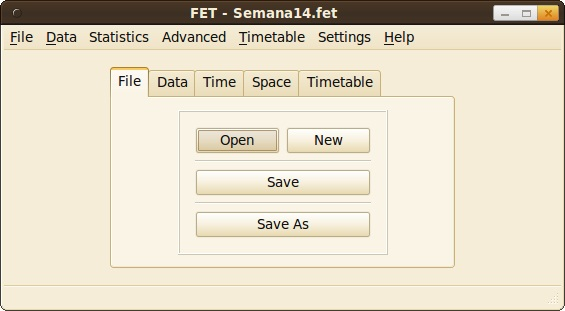 FET - Semana14.fet
File Data Statistics Advanced Timetable Settings Help
File Data Time Space Timetable
Open New
Save
Save As